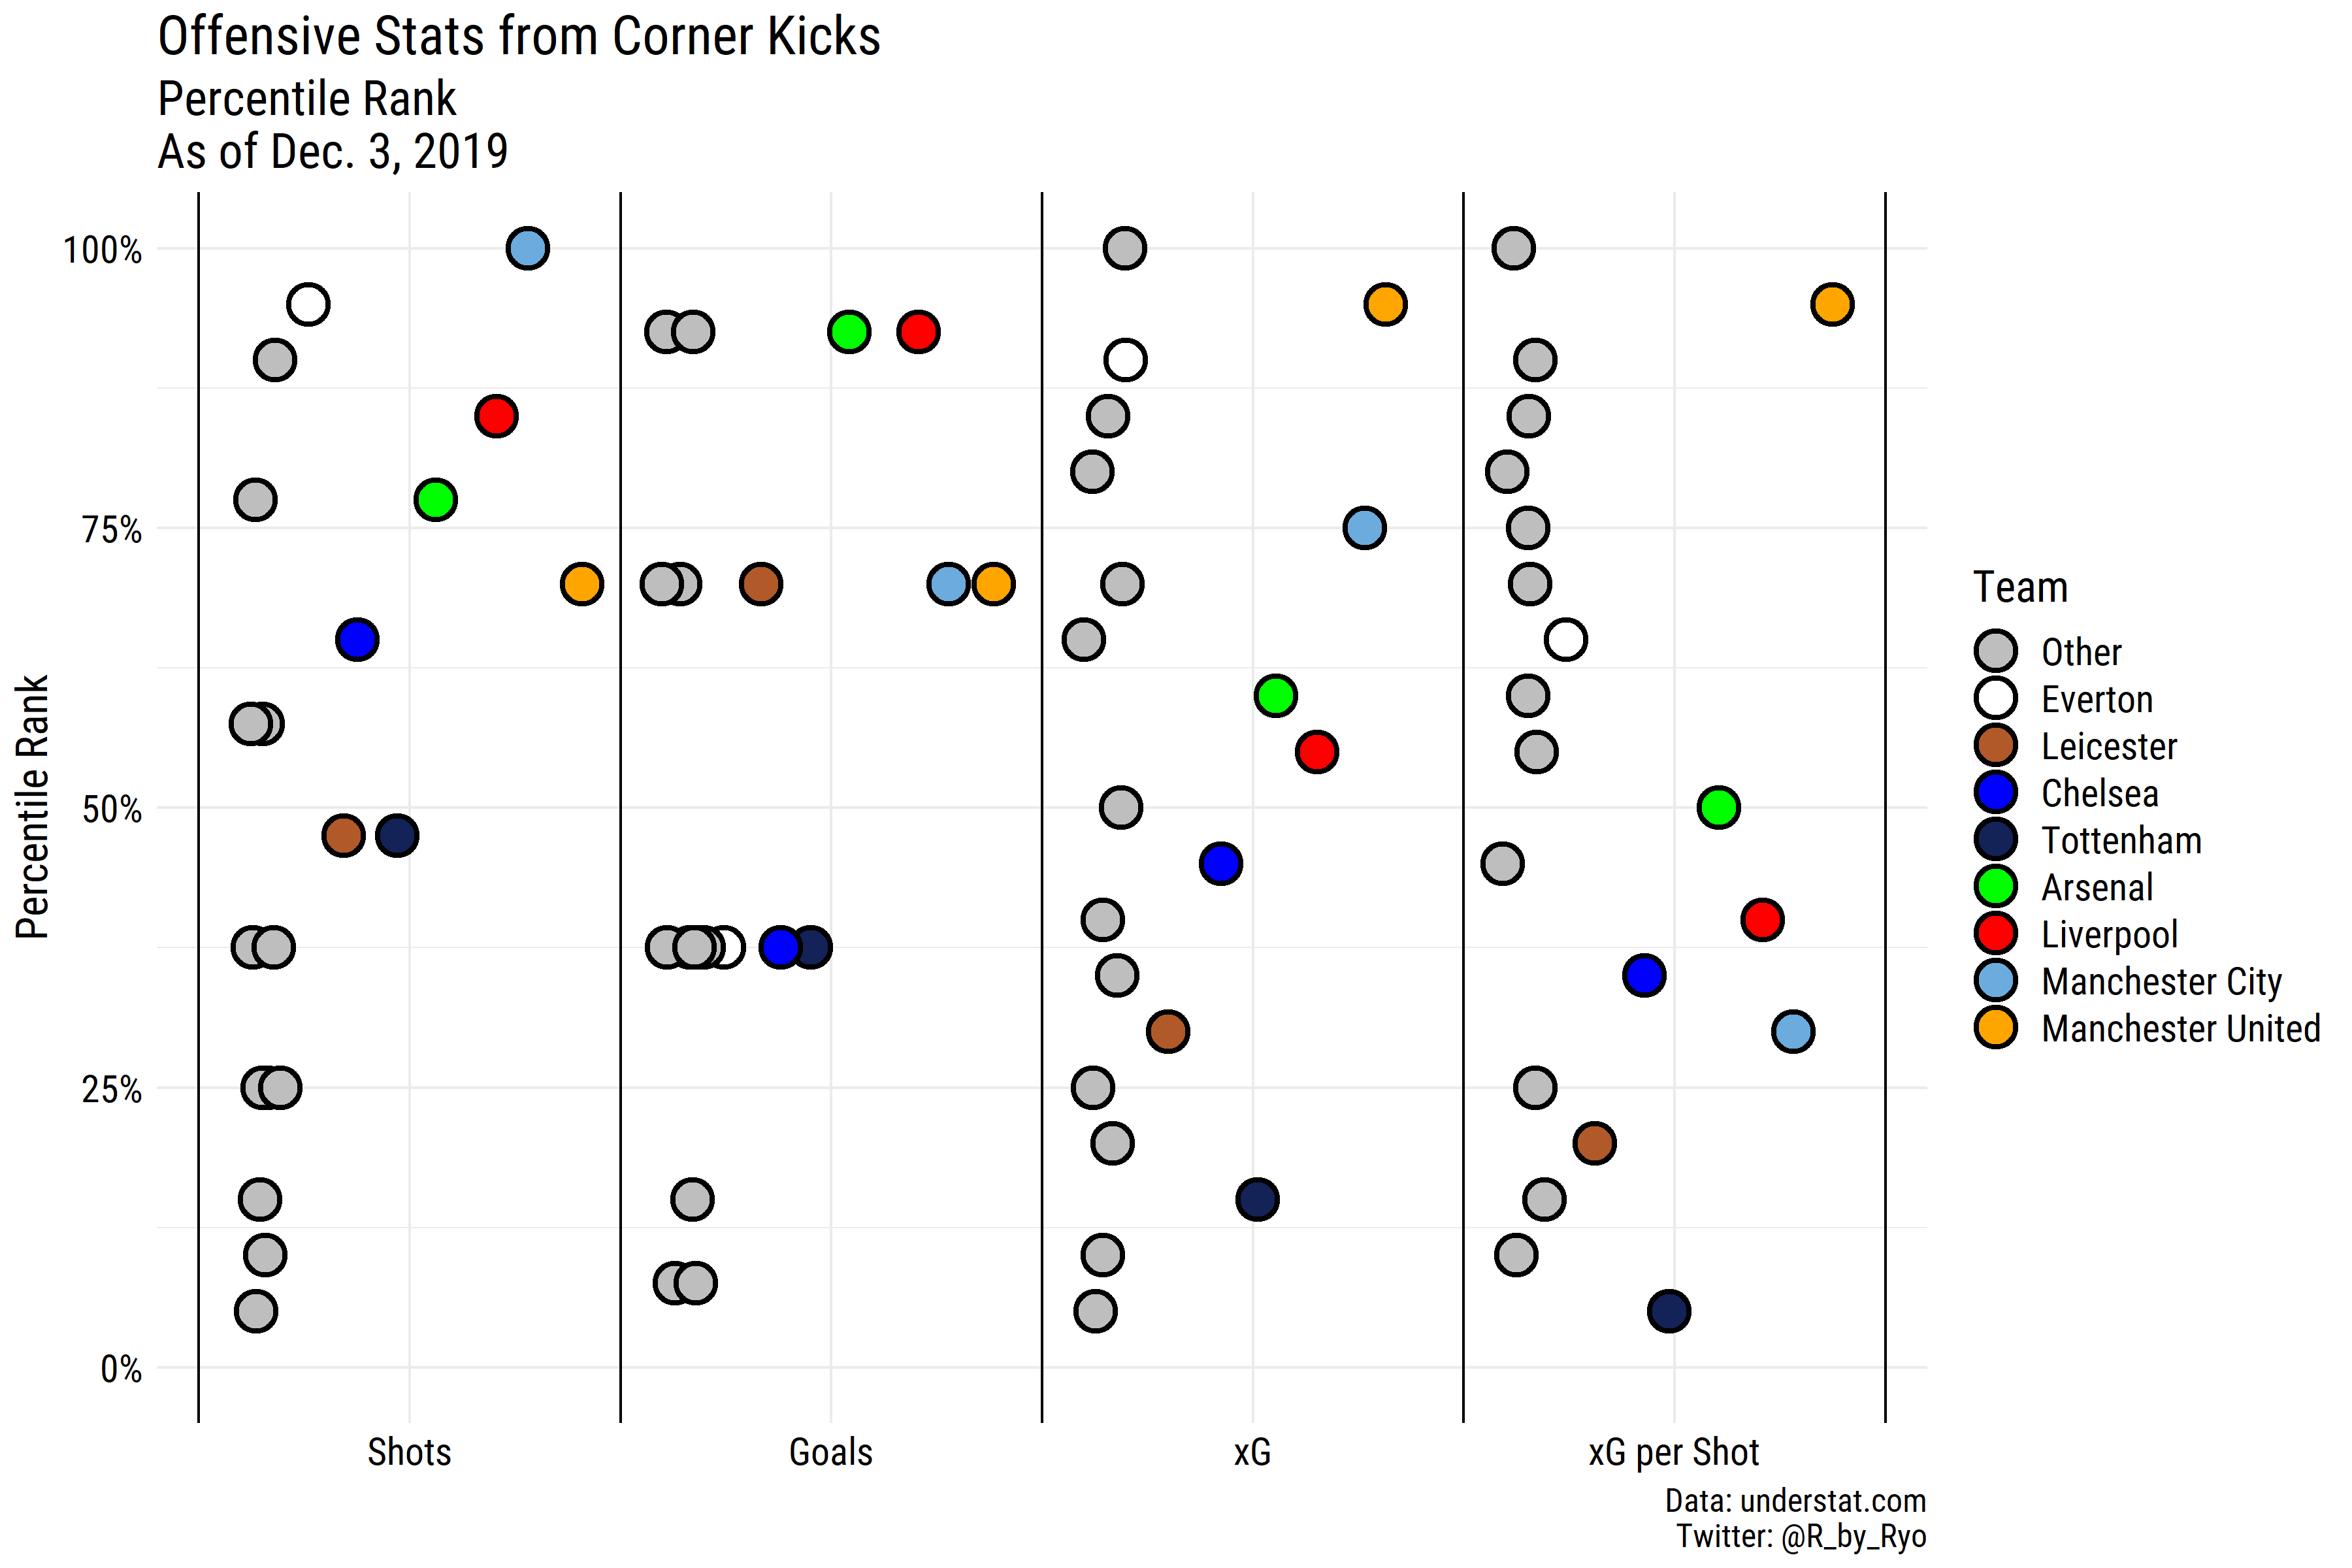 Offensive Stats from Corner Kicks
Percentile Rank
As of Dec. 3, 2019
Percentile Rank
100%
75%
50%
25%
0%
Shots
Goals
xG
xG per Shot
Team
Other
Everton
Leicester
Chelsea
Tottenham
Arsenal
Liverpool
Manchester City
Manchester United
Data: understat.com
Twitter: @R_by_Ryo